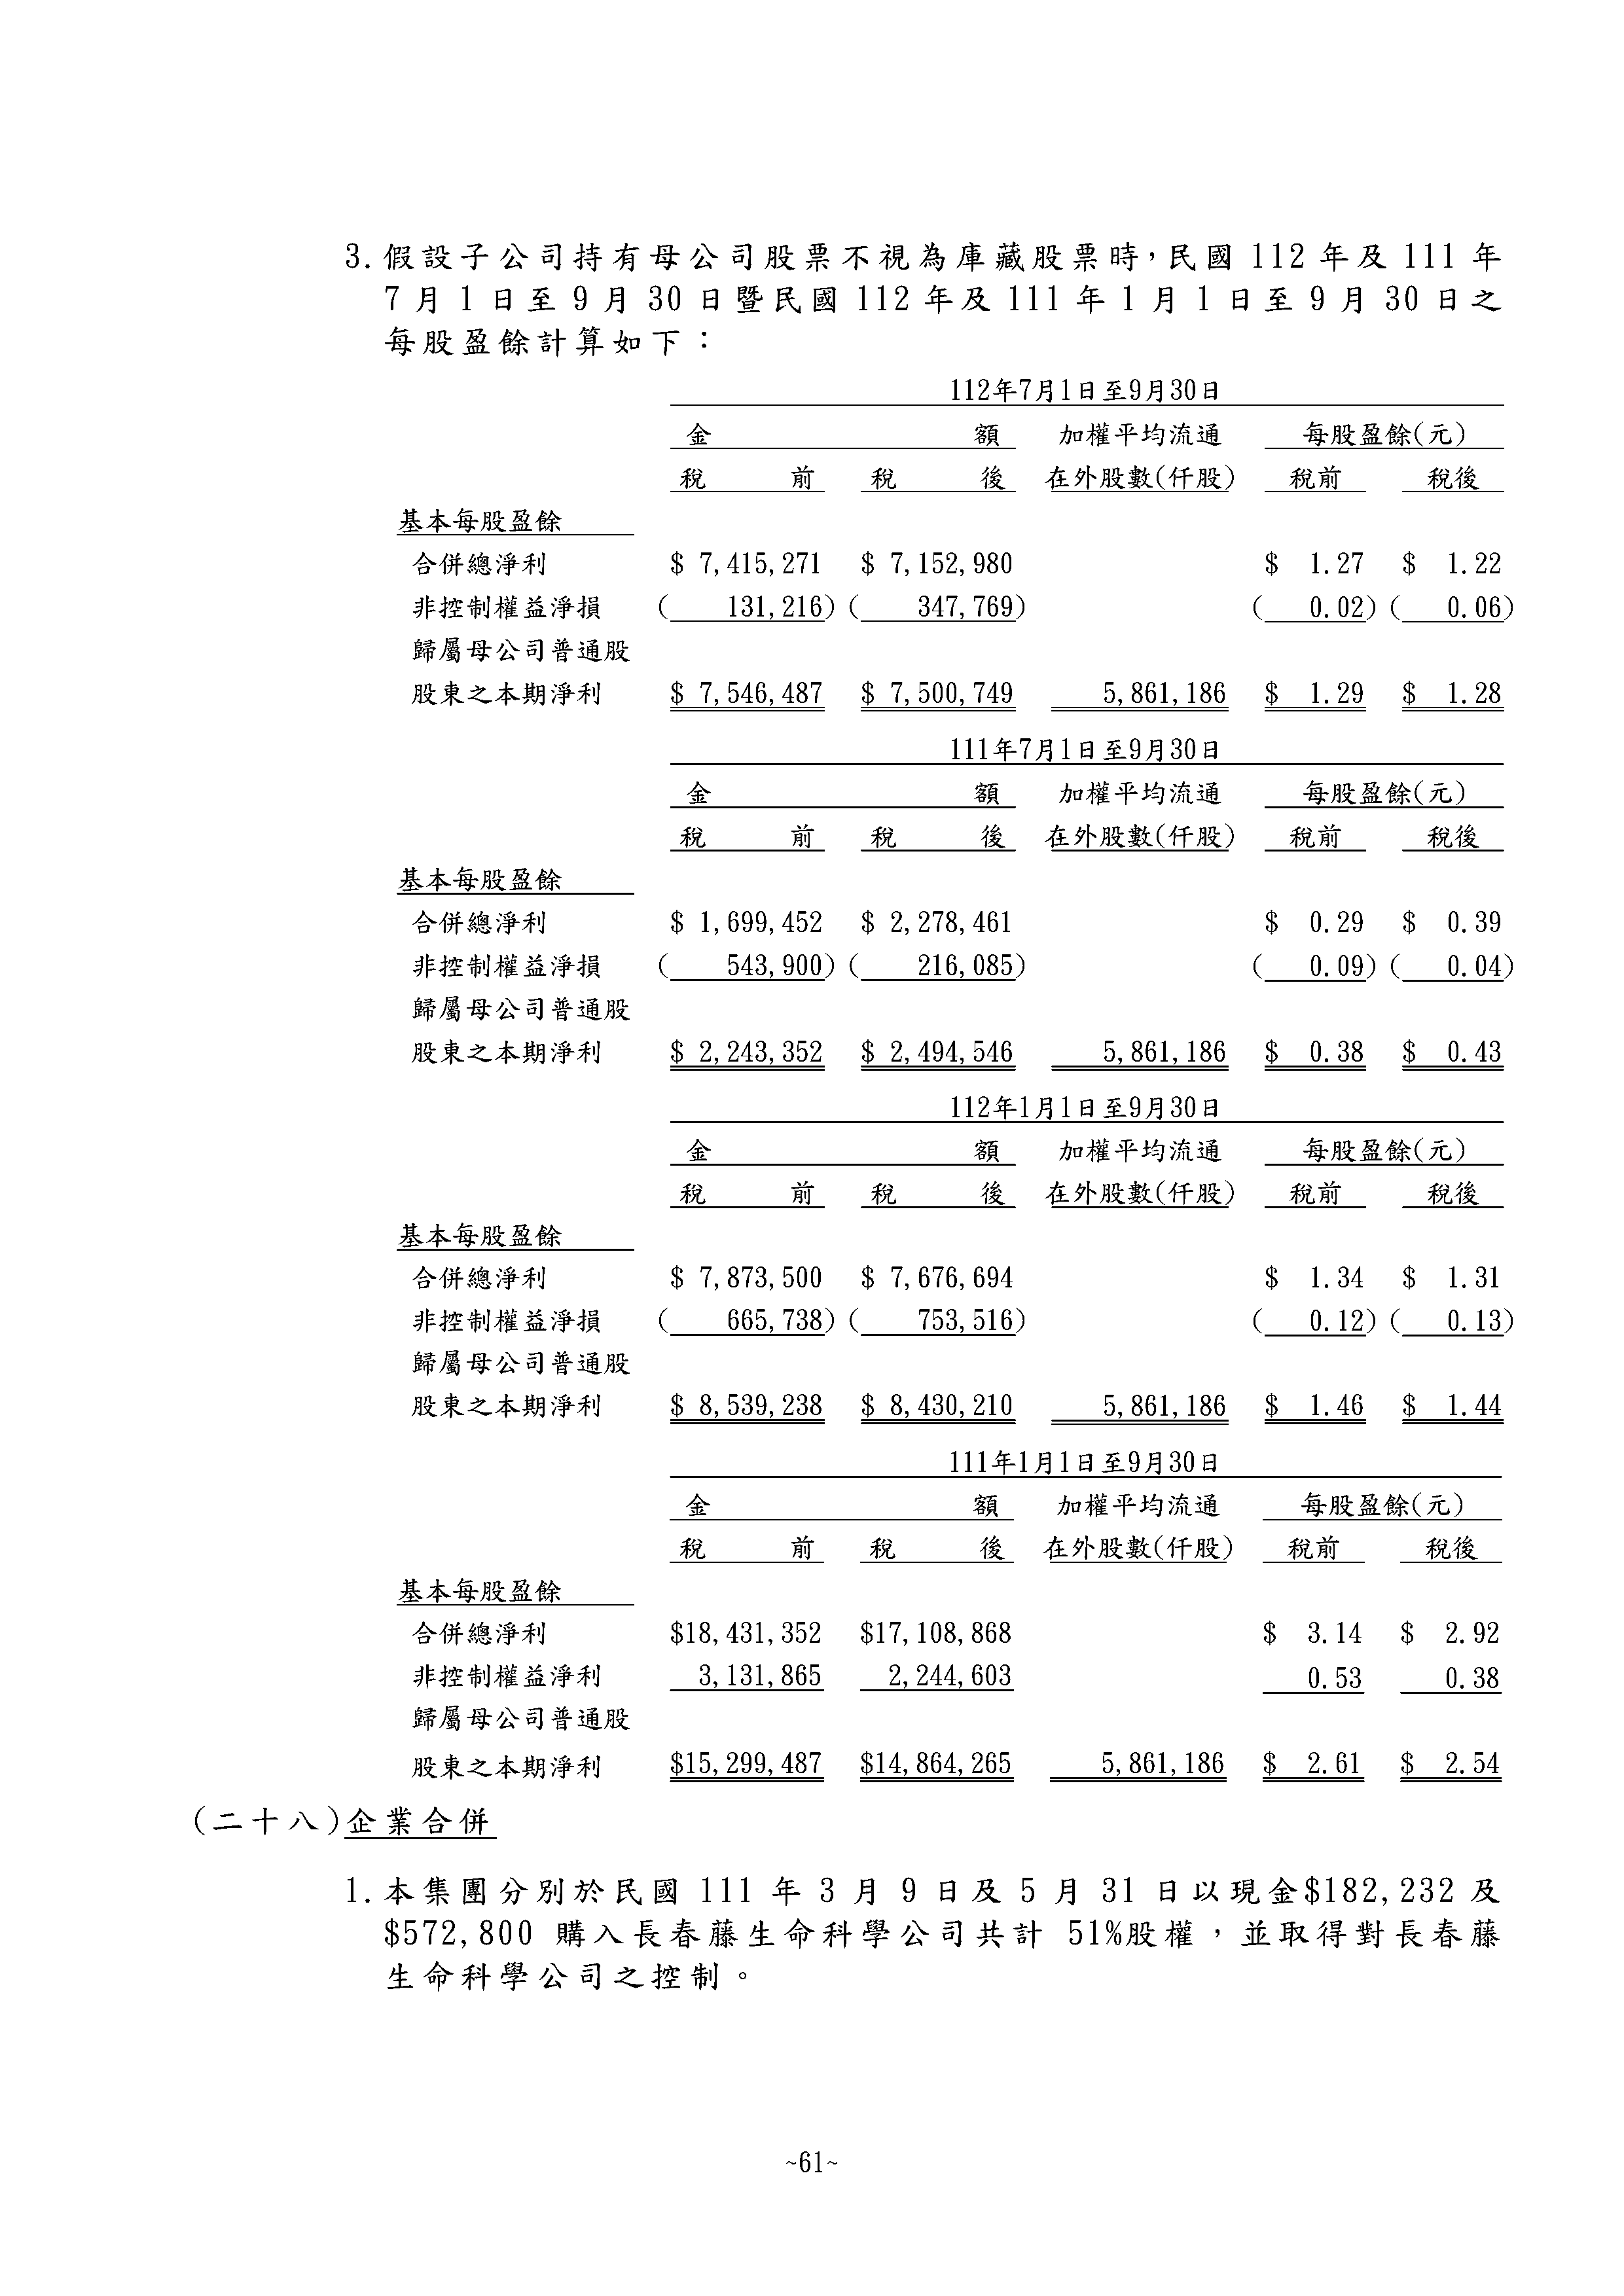 3.假設子公司持有母公司股票不視為庫藏股票時，民國 112 年及 111 年
7 月 1 日至 9 月 30 日暨民國 112 年及 111 年 1 月 1 日至 9 月 30 日之
每股盈餘計算如下：
112年7月1日至9月30日
金 額 加權平均流通 每股盈餘(元)
稅 前 稅 後 在外股數(仟股) 稅前 稅後
基本每股盈餘
合併總淨利 $ 7,415,271 $ 7,152,980 $ 1.27 $ 1.22
非控制權益淨損 ( 131,216) ( 347,769) ( 0.02) ( 0.06)
歸屬母公司普通股
股東之本期淨利 $ 7,546,487 $ 7,500,749 5,861,186 $ 1.29 $ 1.28
111年7月1日至9月30日
金 額 加權平均流通 每股盈餘(元)
稅 前 稅 後 在外股數(仟股) 稅前 稅後
基本每股盈餘
合併總淨利 $ 1,699,452 $ 2,278,461 $ 0.29 $ 0.39
非控制權益淨損 ( 543,900) ( 216,085) ( 0.09) ( 0.04)
歸屬母公司普通股
股東之本期淨利 $ 2,243,352 $ 2,494,546 5,861,186 $ 0.38 $ 0.43
112年1月1日至9月30日
金 額 加權平均流通 每股盈餘(元)
稅 前 稅 後 在外股數(仟股) 稅前 稅後
基本每股盈餘
合併總淨利 $ 7,873,500 $ 7,676,694 $ 1.34 $ 1.31
非控制權益淨損 ( 665,738) ( 753,516) ( 0.12) ( 0.13)
歸屬母公司普通股
股東之本期淨利 $ 8,539,238 $ 8,430,210 5,861,186 $ 1.46 $ 1.44
111年1月1日至9月30日
金 額 加權平均流通 每股盈餘(元)
稅 前 稅 後 在外股數(仟股) 稅前 稅後
基本每股盈餘
合併總淨利 $18,431,352 $17,108,868 $ 3.14 $ 2.92
非控制權益淨利 3,131,865 2,244,603 0.53 0.38
歸屬母公司普通股
股東之本期淨利 $15,299,487 $14,864,265 5,861,186 $ 2.61 $ 2.54
(二十八)企業合併
1.本集團分別於民國 111 年 3 月 9 日及 5 月 31 日以現金$182,232 及
$572,800 購入長春藤生命科學公司共計 51%股權，並取得對長春藤
生命科學公司之控制。
~61~